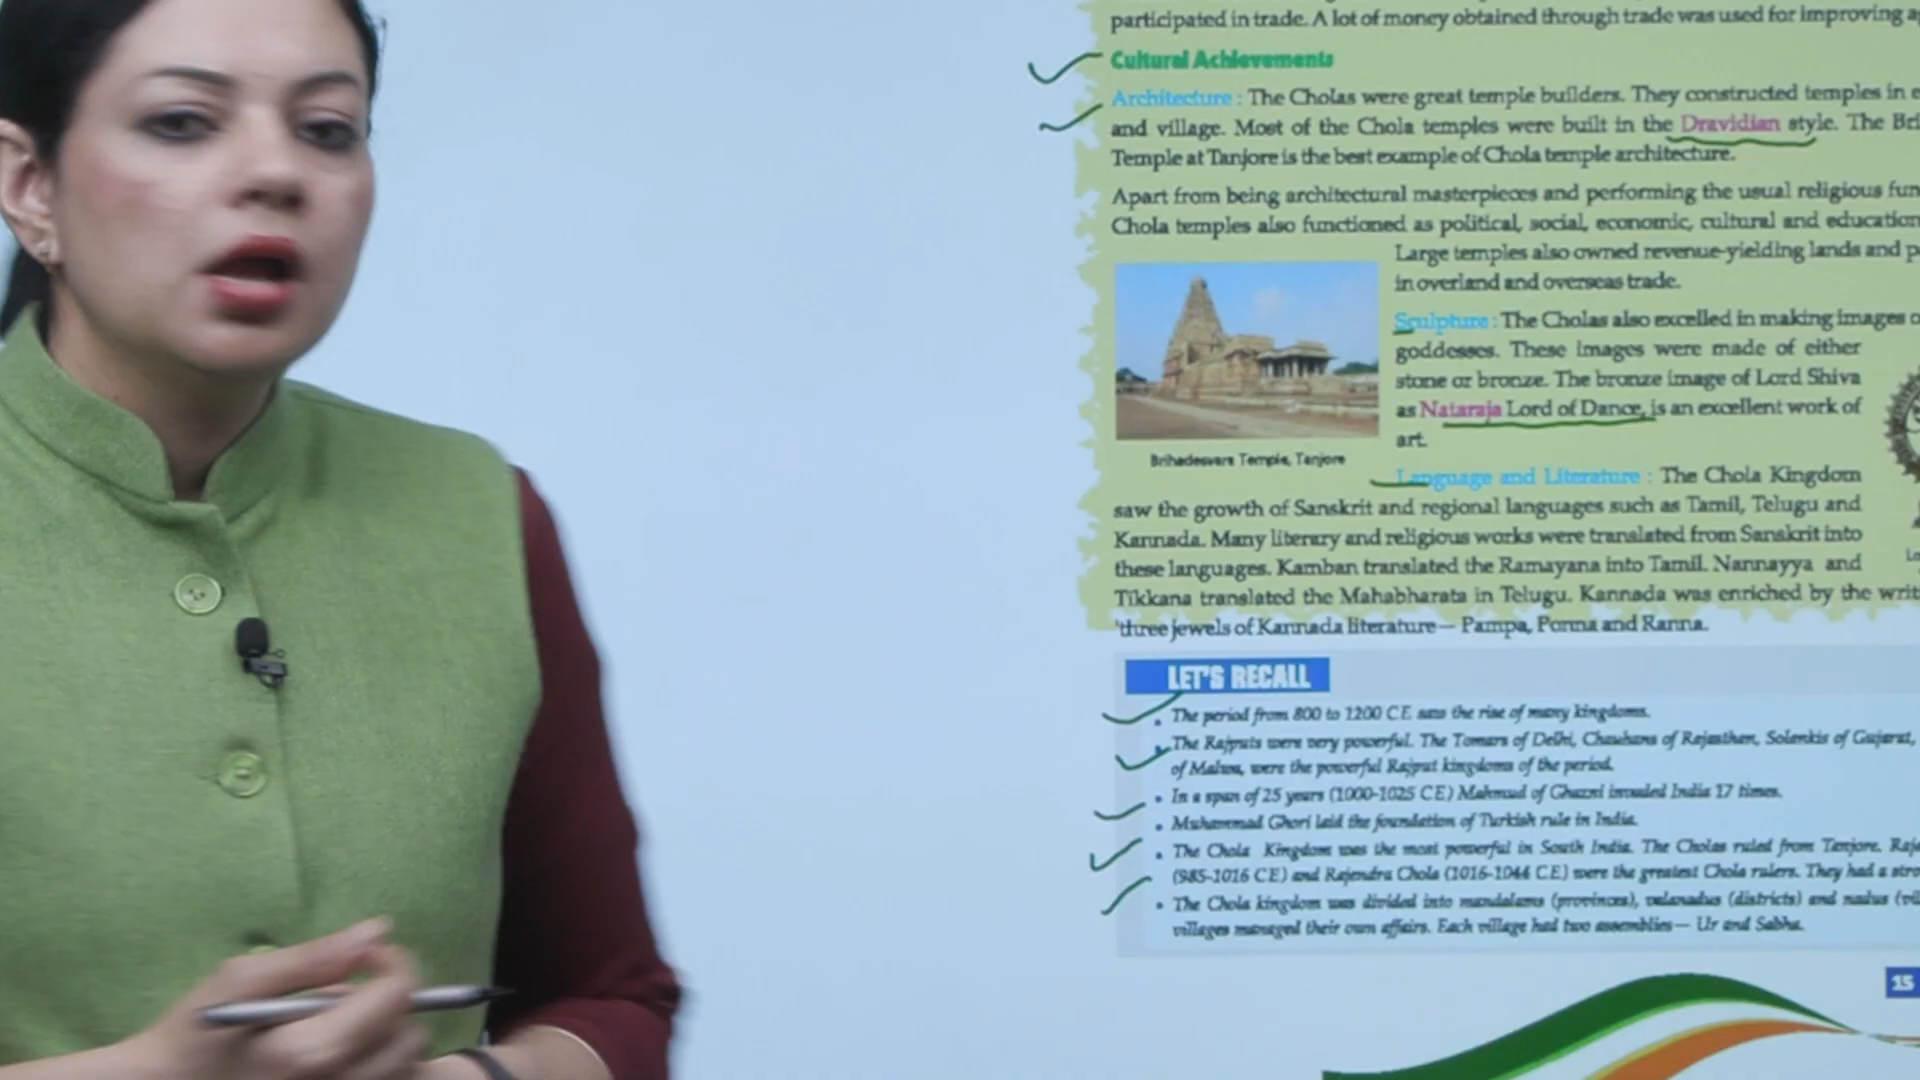 participated in trade. A lot of money obtained through trade was used for improving
Cultural Achievements
Architecture : The Cholas were great temple builders. They constructed temples in
and village. Most of the Chola temples were built in the Dravidian style. The
Temple at Tanjore is the best example of Chola temple architecture.
Apart from being architectural masterpieces and performing the usual religious
Chola temples also functioned as political, social, economic, cultural and
Large temples also owned revenue-yielding lands and
in overland and overseas trade.
Brihadesvara Temple, Tanjore
Sculpture : The Cholas also excelled in making images
goddesses. These images were made of either
stone or bronze. The bronze image of Lord Shiva
as Nataraja Lord of Dance, is an excellent work of
art.
Language and Literature : The Chola Kingdom
saw the growth of Sanskrit and regional languages such as Tamil, Telugu and
Kannada. Many literary and religious works were translated from Sanskrit into
these languages. Kamban translated the Ramayana into Tamil. Nannayya and
Tikkana translated the Mahabharata in Telugu. Kannada was enriched by the
'three jewels of Kannada literature— Pampa, Ponna and Ranna.
LET'S RECALL
• The period from 800 to 1200 CE saw the rise of many kingdoms.
• The Rajputs were very powerful. The Tomars of Delhi, Chauhans of Rajasthan, Solankis of Gujarat,
of Malwa, were the powerful Rajput kingdoms of the period.
• In a span of 25 years (1000-1025 CE) Mahmud of Ghazni invaded India 17 times.
• Muhammad Ghori laid the foundation of Turkish rule in India.
• The Chola Kingdom was the most powerful in South India. The Cholas ruled from Tanjore.
(985-1016 CE) and Rajendra Chola (1016-1044 CE) were the greatest Chola rulers. They had a
• The Chola kingdom was divided into mandalams (provinces), valanadus (districts) and nadus
villages managed their own affairs. Each village had two assemblies— Ur and Sabha.
15